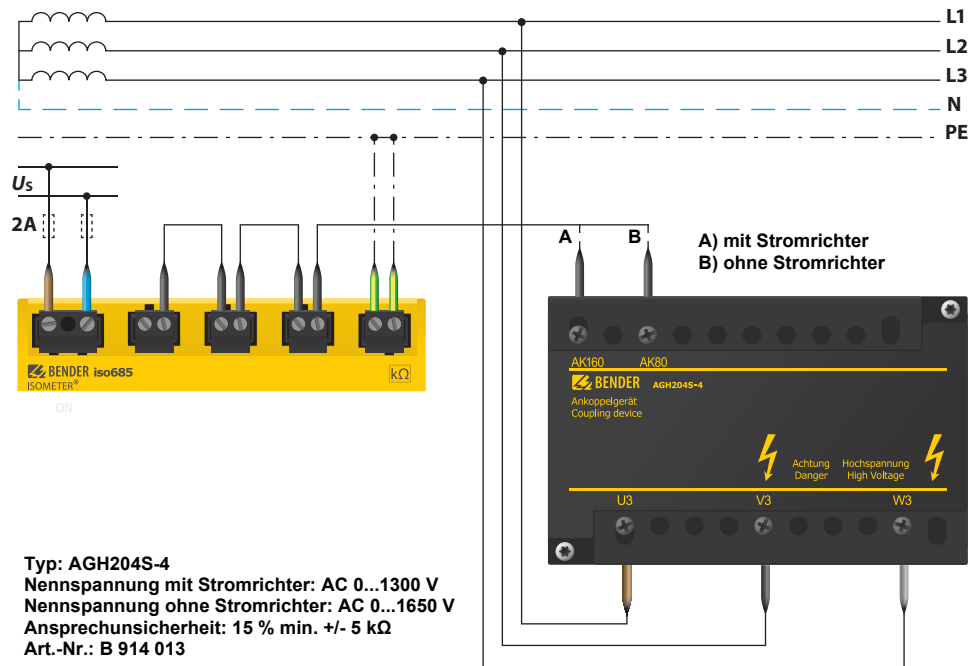 L1
L2
L3
N
PE
Us
2A
A
B
A) mit Stromrichter
B) ohne Stromrichter
BENDER iso685
ISOMETER®
kΩ
ON
AK160 AK80
BENDER AGH204S-4
Ankoppelgerät
Coupling device
Achtung Hochspannung
Danger High Voltage
U3 V3 W3
Typ: AGH204S-4
Nennspannung mit Stromrichter: AC 0...1300 V
Nennspannung ohne Stromrichter: AC 0...1650 V
Ansprechunsicherheit: 15 % min. +/- 5 kΩ
Art.-Nr.: B 914 013